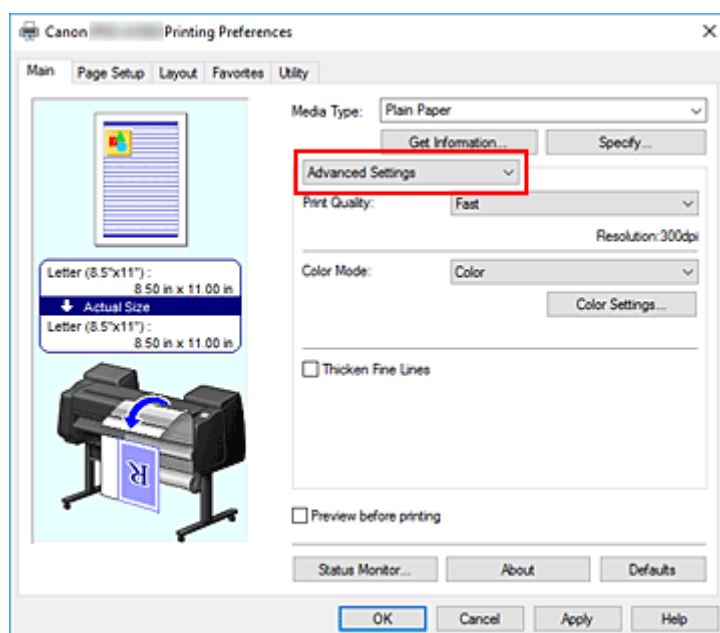 Canon Printing Preferences
Main Page Setup Layout Favorites Utility
Media Type: Plain Paper
Get Information... Specify...
Advanced Settings
Print Quality: Fast
Resolution:300dpi
Color Mode: Color
Color Settings...
Thicken Fine Lines
Letter (8.5"x11") :
8.50 in x 11.00 in
Actual Size
Letter (8.5"x11") :
8.50 in x 11.00 in
R
Preview before printing
Status Monitor... About Defaults
OK Cancel Apply Help